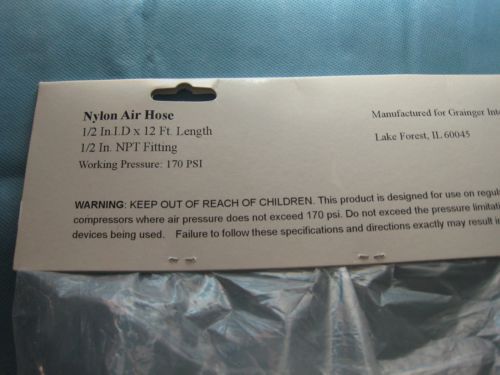 Nylon Air Hose
1/2 In.I.D x 12 Ft. Length
1/2 In. NPT Fitting
Working Pressure: 170 PSI
Manufactured for Grainger Inte
Lake Forest, IL 60045
WARNING: KEEP OUT OF REACH OF CHILDREN. This product is designed for use on regul
compressors where air pressure does not exceed 170 psi. Do not exceed the pressure limitat
devices being used. Failure to follow these specifications and directions exactly may result i